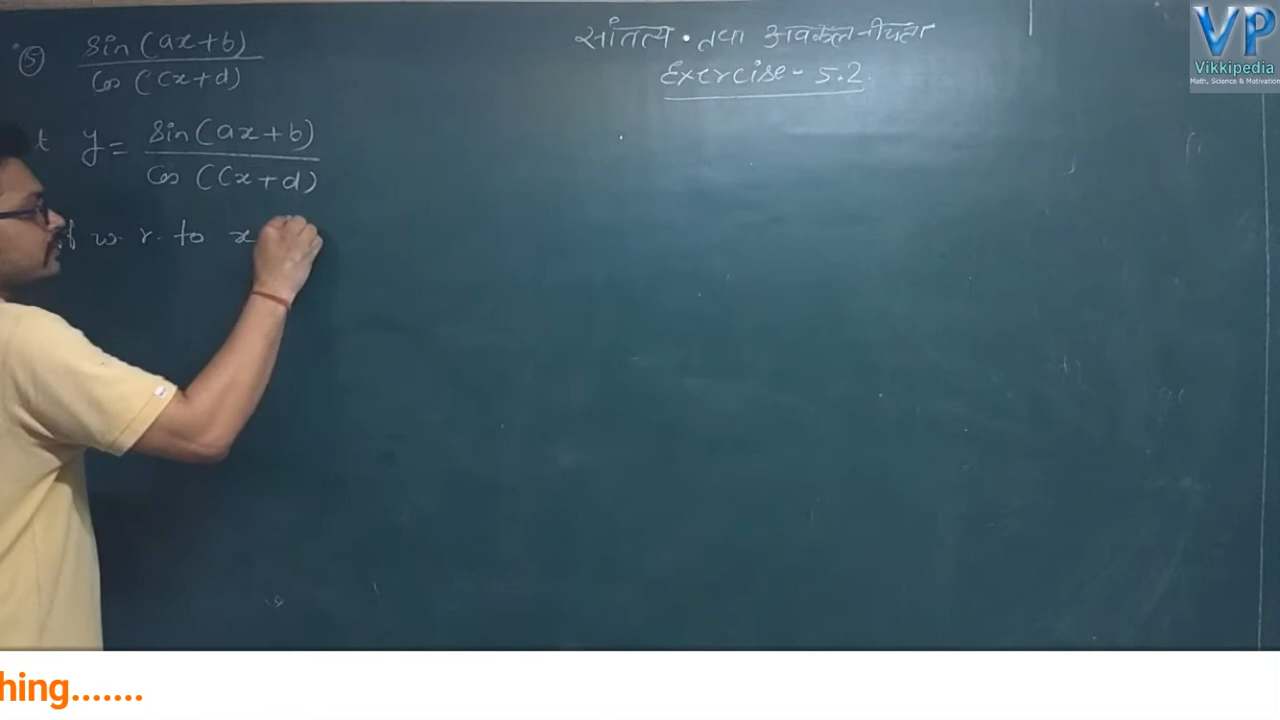 ⑤ sin(ax+b) / cos(cx+d)
सांतत्य तथा अवकलनीयता
Exercise - 5.2
y = sin(ax+b) / cos(cx+d)
w. r. to x
VP
Vikkipedia
Math, Science & Motivation
hing.......